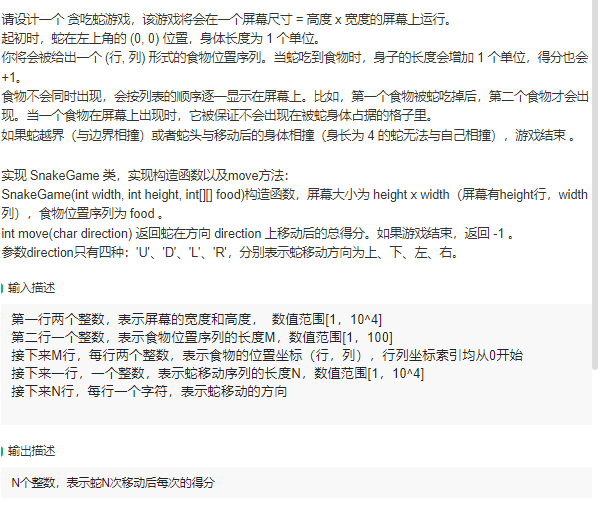 请设计一个 贪吃蛇游戏，该游戏将会在一个屏幕尺寸 = 高度 x 宽度的屏幕上运行。
起初时，蛇在左上角的 (0, 0) 位置，身体长度为 1 个单位。
你将会被给出一个 (行, 列) 形式的食物位置序列。当蛇吃到食物时，身子的长度会增加 1 个单位，得分也会
+1。
食物不会同时出现，会按列表的顺序逐一显示在屏幕上。比如，第一个食物被蛇吃掉后，第二个食物才会出
现。当一个食物在屏幕上出现时，它被保证不会出现在被蛇身体占据的格子里。
如果蛇越界（与边界相撞）或者蛇头与移动后的身体相撞（身长为 4 的蛇无法与自己相撞），游戏结束 。
实现 SnakeGame 类，实现构造函数以及move方法：
SnakeGame(int width, int height, int[][] food)构造函数，屏幕大小为 height x width（屏幕有height行，width
列），食物位置序列为 food 。
int move(char direction) 返回蛇在方向 direction 上移动后的总得分。如果游戏结束，返回 -1 。
参数direction只有四种：'U'、'D'、'L'、'R'，分别表示蛇移动方向为上、下、左、右。
输入描述
第一行两个整数，表示屏幕的宽度和高度， 数值范围[1，10^4]
第二行一个整数，表示食物位置序列的长度M，数值范围[1，100]
接下来M行，每行两个整数，表示食物的位置坐标（行，列），行列坐标索引均从0开始
接下来一行，一个整数，表示蛇移动序列的长度N，数值范围[1，10^4]
接下来N行，每行一个字符，表示蛇移动的方向
输出描述
N个整数，表示蛇N次移动后每次的得分